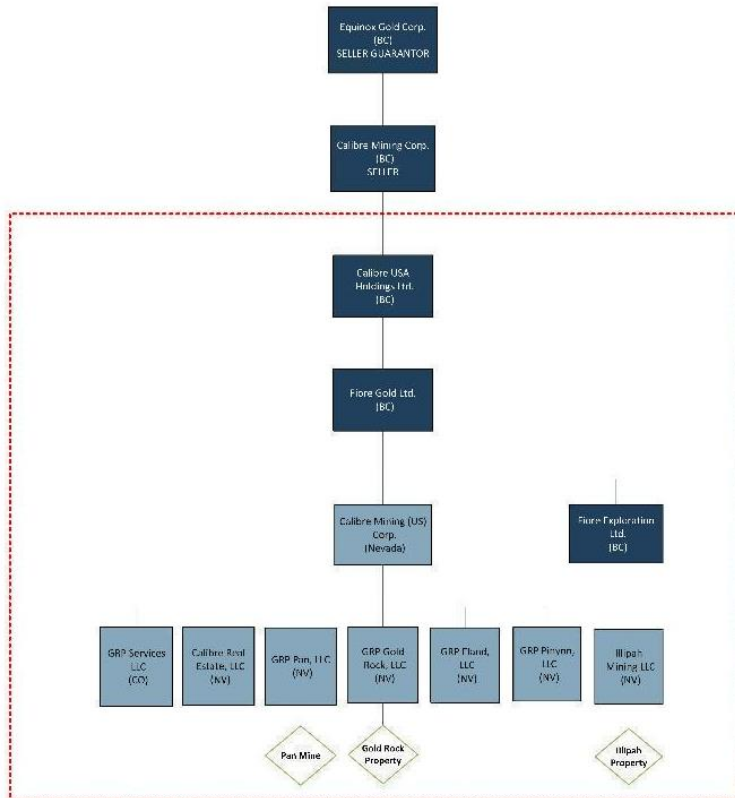 Equinox Gold Corp.
(BC)
SELLER GUARANTOR
Calibre Mining Corp.
(BC)
SELLER
Calibre USA
Holdings Ltd.
(BC)
Fiore Gold Ltd.
(BC)
Calibre Mining (US)
Corp.
(Nevada)
Fiore Exploration
Ltd.
(BC)
GRP Services
LLC
(CO)
Calibre Real
Estate, LLC
(NV)
GRP Pan, LLC
(NV)
GRP Gold
Rock, LLC
(NV)
GRP Eland,
LLC
(NV)
GRP Pinyon,
LLC
(NV)
Illipah
Mining LLC
(NV)
Pan Mine
Gold Rock
Property
Illipah
Property